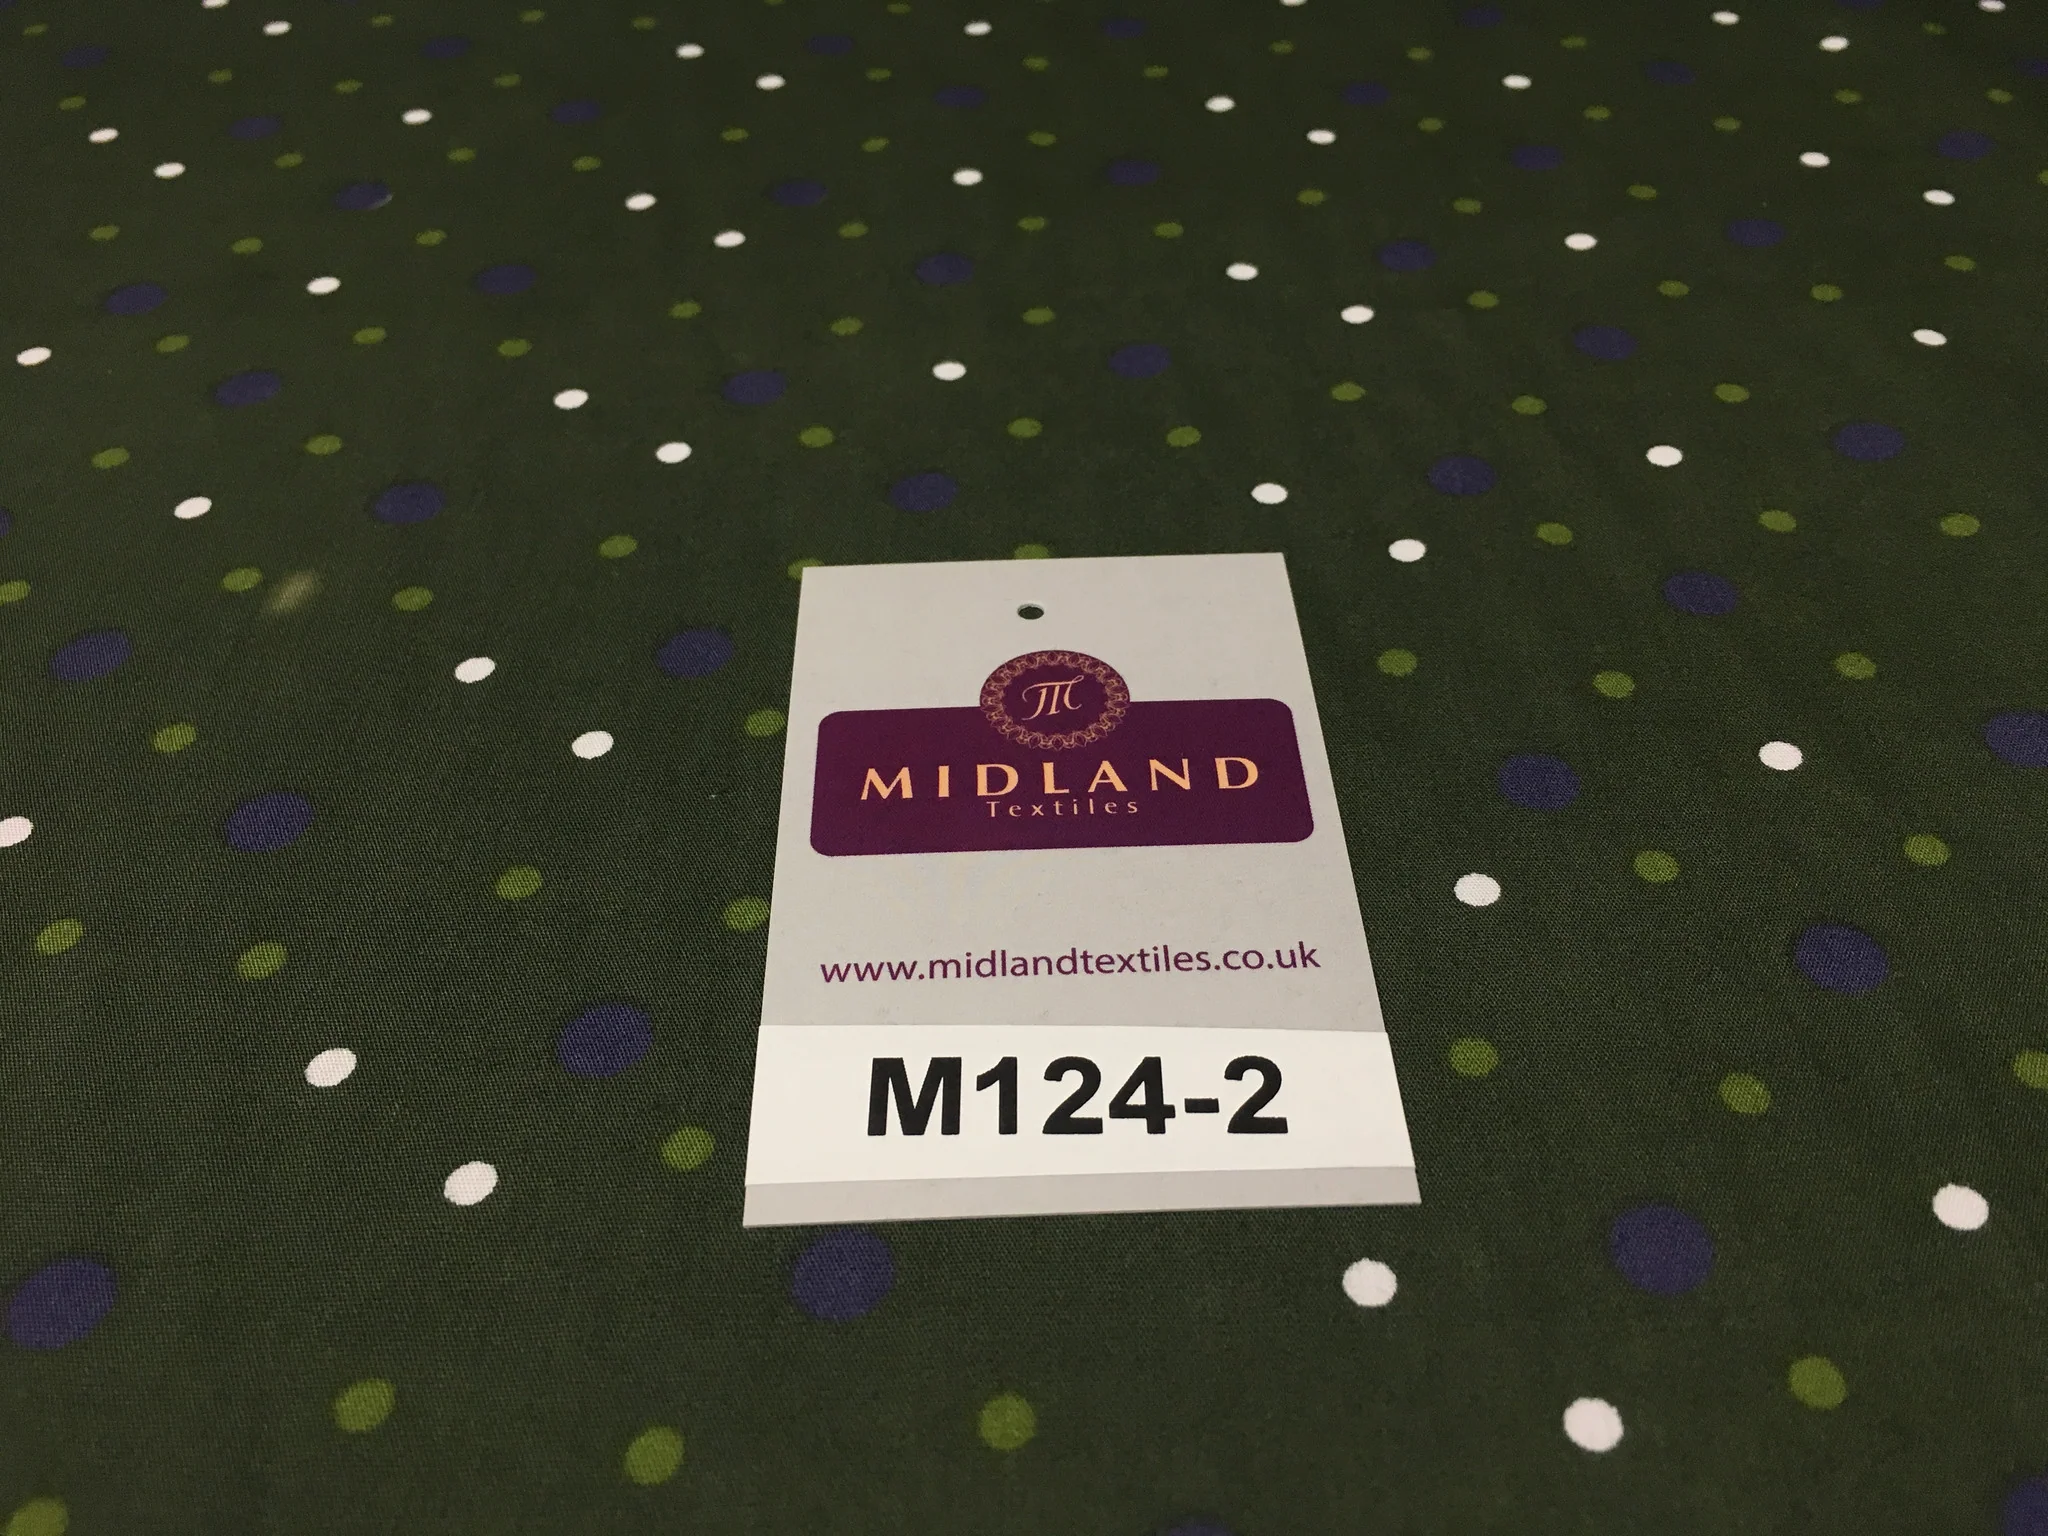 M
MIDLAND
Textiles
www.midlandtextiles.co.uk
M124-2